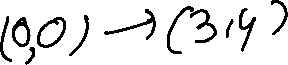 (0,0) → (3,4)